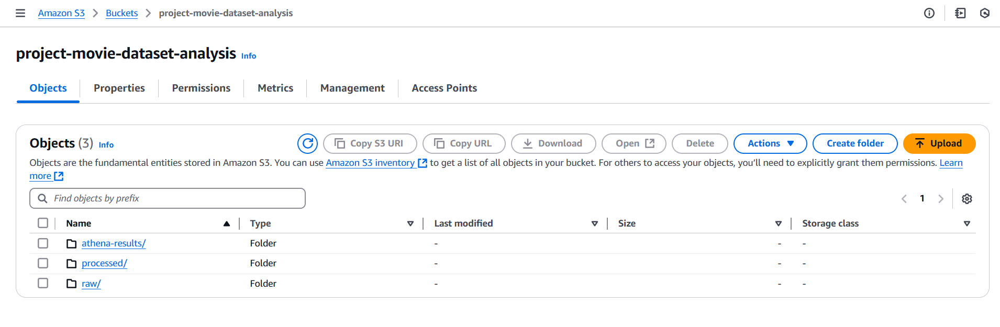 Amazon S3 > Buckets > project-movie-dataset-analysis
project-movie-dataset-analysis Info
Objects Properties Permissions Metrics Management Access Points
Objects (3) Info Copy S3 URI Copy URL Download Open Delete Actions Create folder Upload
Objects are the fundamental entities stored in Amazon S3. You can use Amazon S3 inventory to get a list of all objects in your bucket. For others to access your objects, you’ll need to explicitly grant them permissions. Learn
more
Find objects by prefix 1
Name Type Last modified Size Storage class
athena-results/ Folder - - -
processed/ Folder - - -
raw/ Folder - - -